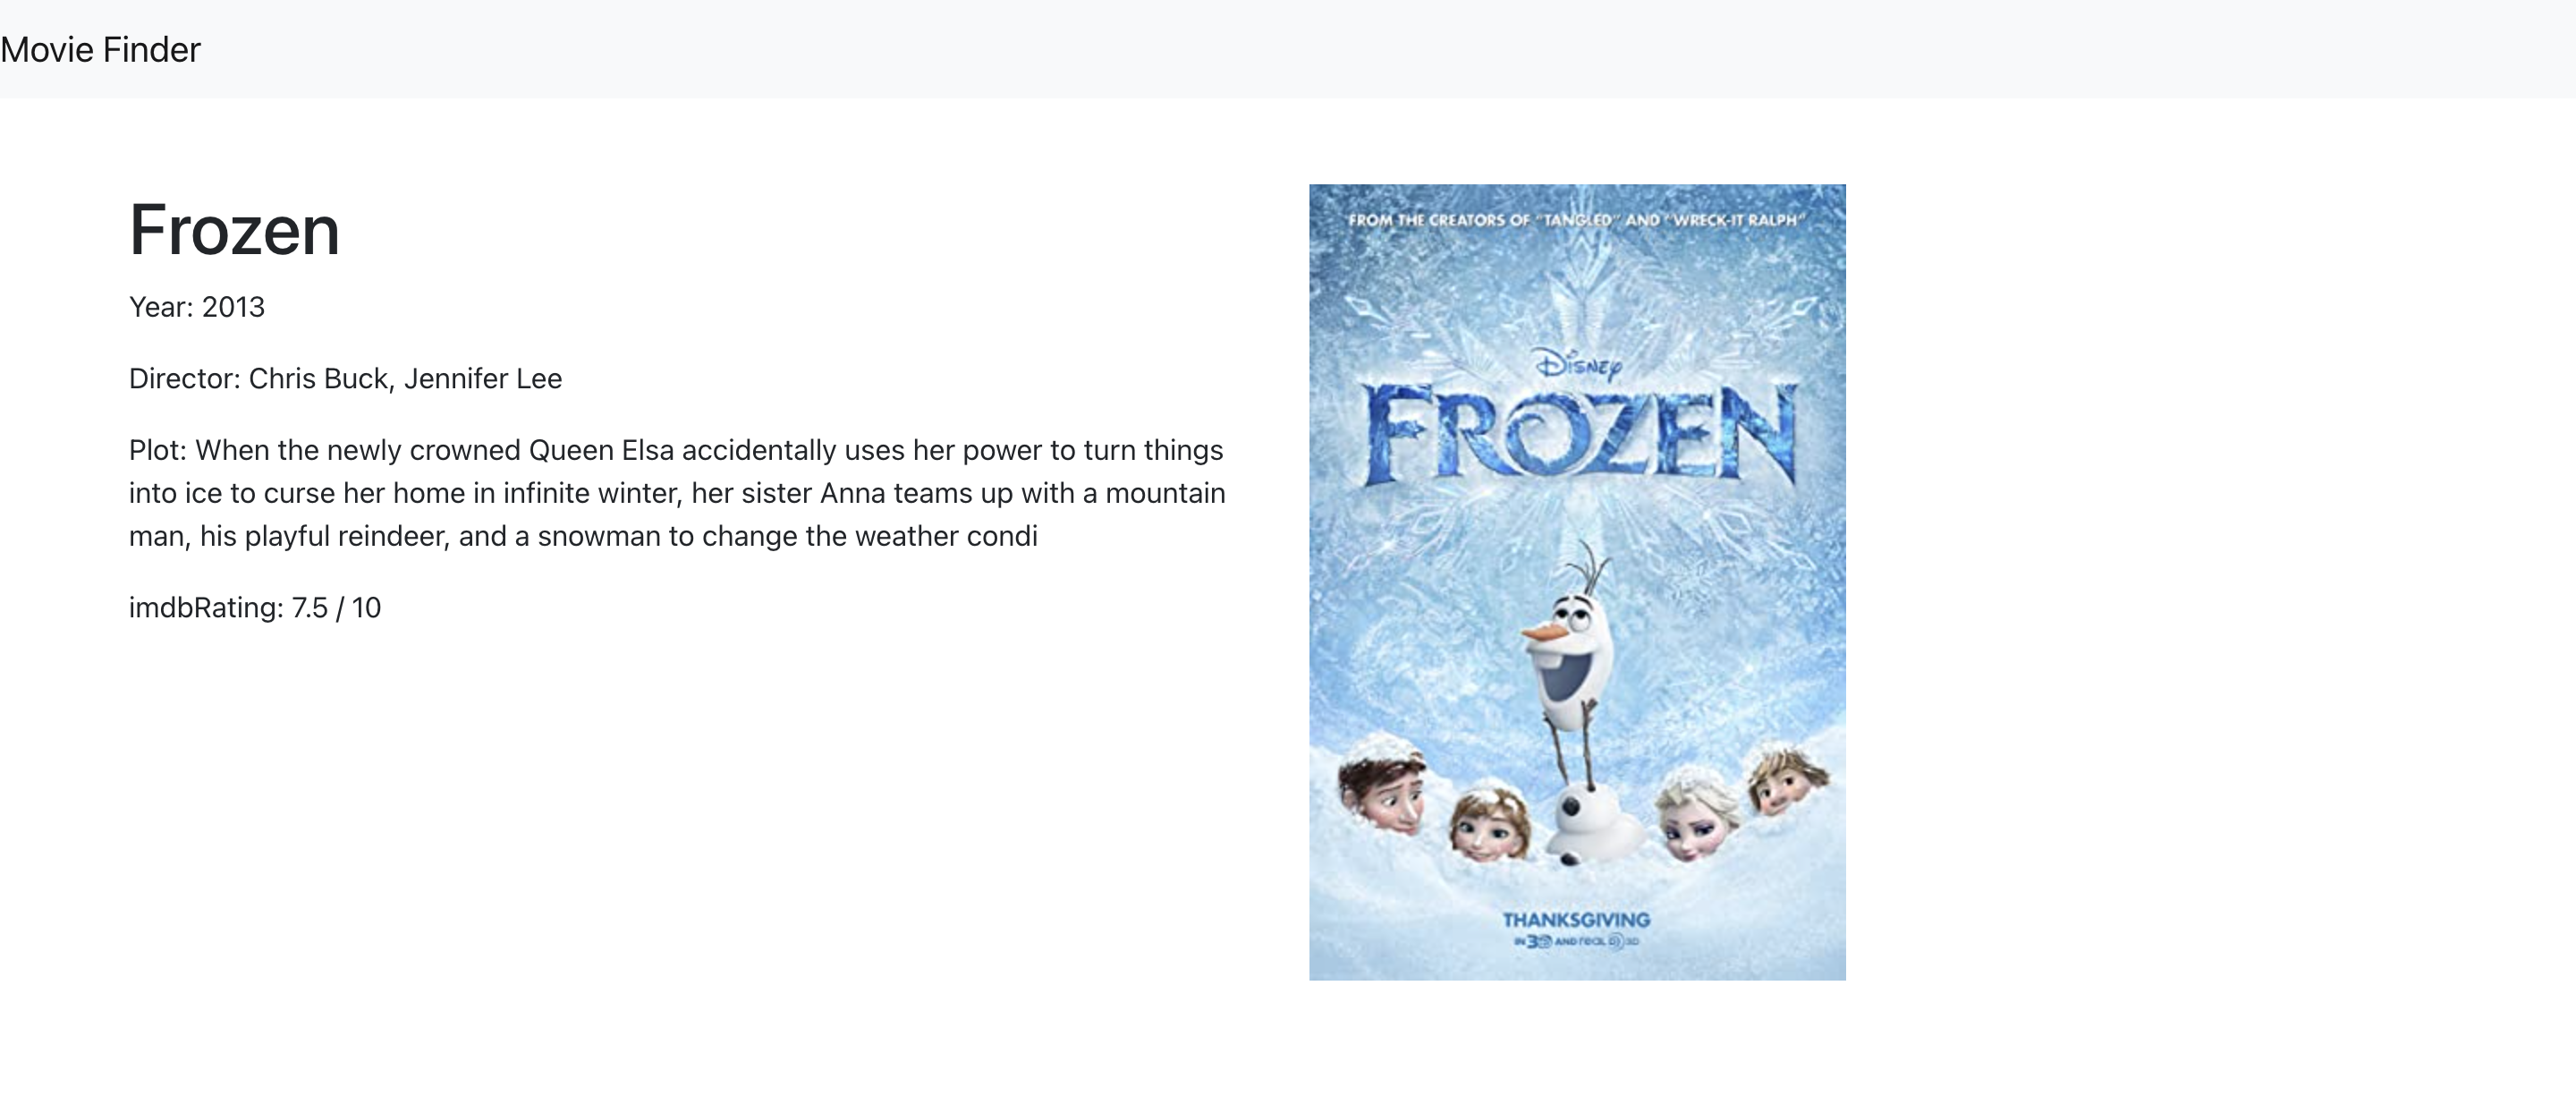 Movie Finder
Frozen
Year: 2013
Director: Chris Buck, Jennifer Lee
Plot: When the newly crowned Queen Elsa accidentally uses her power to turn things
into ice to curse her home in infinite winter, her sister Anna teams up with a mountain
man, his playful reindeer, and a snowman to change the weather condi
imdbRating: 7.5 / 10
FROM THE CREATORS OF "TANGLED" AND "WRECK-IT RALPH"
Disney
FROZEN
THANKSGIVING
IN 3D AND REAL D 3D